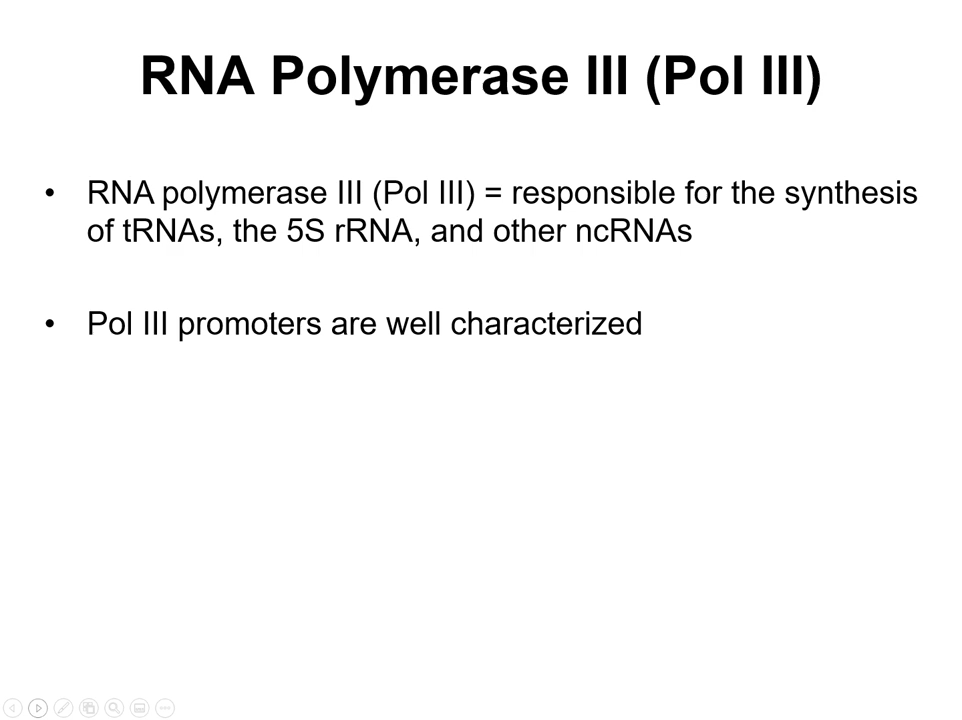 RNA Polymerase III (Pol III)
• RNA polymerase III (Pol III) = responsible for the synthesis
of tRNAs, the 5S rRNA, and other ncRNAs
• Pol III promoters are well characterized